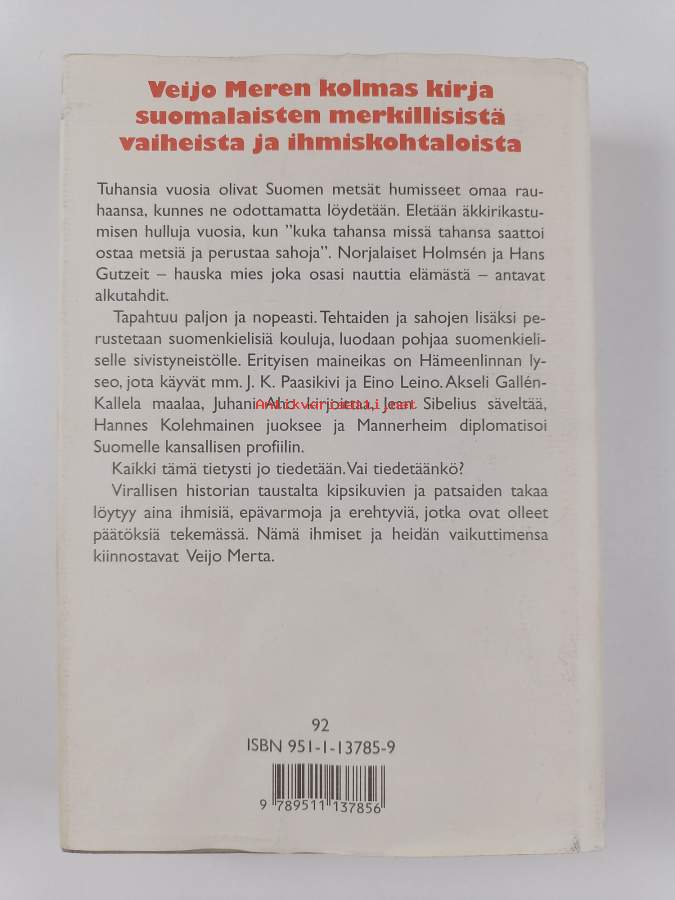 Veijo Meren kolmas kirja
suomalaisten merkillisistä
vaiheista ja ihmiskohtaloista
Tuhansia vuosia olivat Suomen metsät humisseet omaa rau-
haansa, kunnes ne odottamatta löydetään. Eletään äkkirikastu-
misen hulluja vuosia, kun ”kuka tahansa missä tahansa saattoi
ostaa metsiä ja perustaa sahoja”. Norjalaiset Holmsén ja Hans
Gutzeit – hauska mies joka osasi nauttia elämästä – antavat
alkutahdit.
Tapahtuu paljon ja nopeasti. Tehtaiden ja sahojen lisäksi pe-
rustetaan suomenkielisiä kouluja, luodaan pohjaa suomenkieli-
selle sivistyneistölle. Erityisen maineikas on Hämeenlinnan ly-
seo, jota käyvät mm. J. K. Paasikivi ja Eino Leino. Akseli Gallén-
Kallela maalaa, Juhani Aho kirjoittaa, Jean Sibelius säveltää,
Antikvariaatti.net
Hannes Kolehmainen juoksee ja Mannerheim diplomatisoi
Suomelle kansallisen profiilin.
Kaikki tämä tietysti jo tiedetään. Vai tiedetäänkö?
Virallisen historian taustalta kipsikuvien ja patsaiden takaa
löytyy aina ihmisiä, epävarmoja ja erehtyviä, jotka ovat olleet
päätöksiä tekemässä. Nämä ihmiset ja heidän vaikuttimensa
kiinnostavat Veijo Merta.
92
ISBN 951-1-13785-9
9 789511 137856